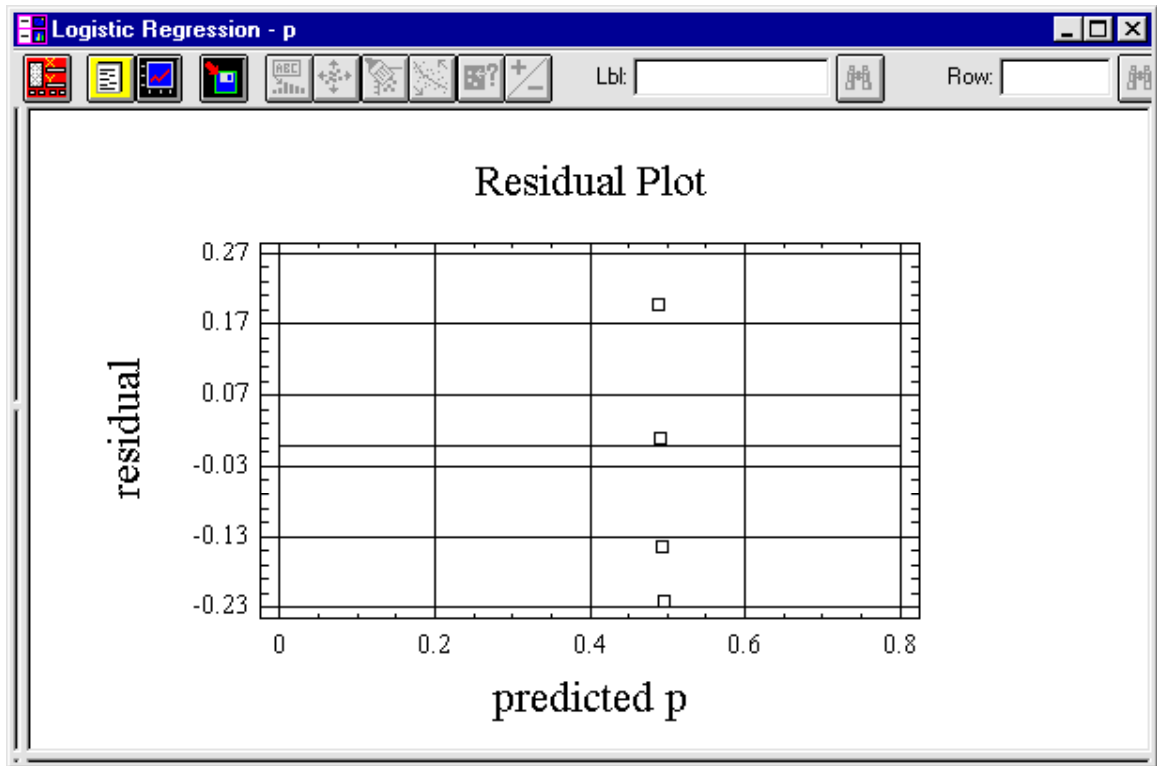 Logistic Regression - p
ABC ? Lbl: Row:
Residual Plot
0.27
0.17
0.07
-0.03
-0.13
-0.23
residual
0 0.2 0.4 0.6 0.8
predicted p